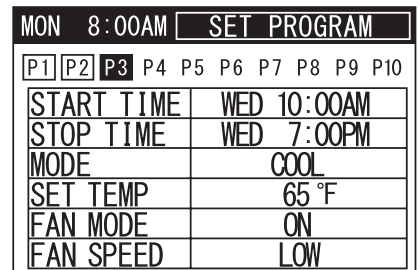 MON 8:00AM SET PROGRAM
P1 P2 P3 P4 P5 P6 P7 P8 P9 P10
START TIME WED 10:00AM
STOP TIME WED 7:00PM
MODE COOL
SET TEMP 65°F
FAN MODE ON
FAN SPEED LOW